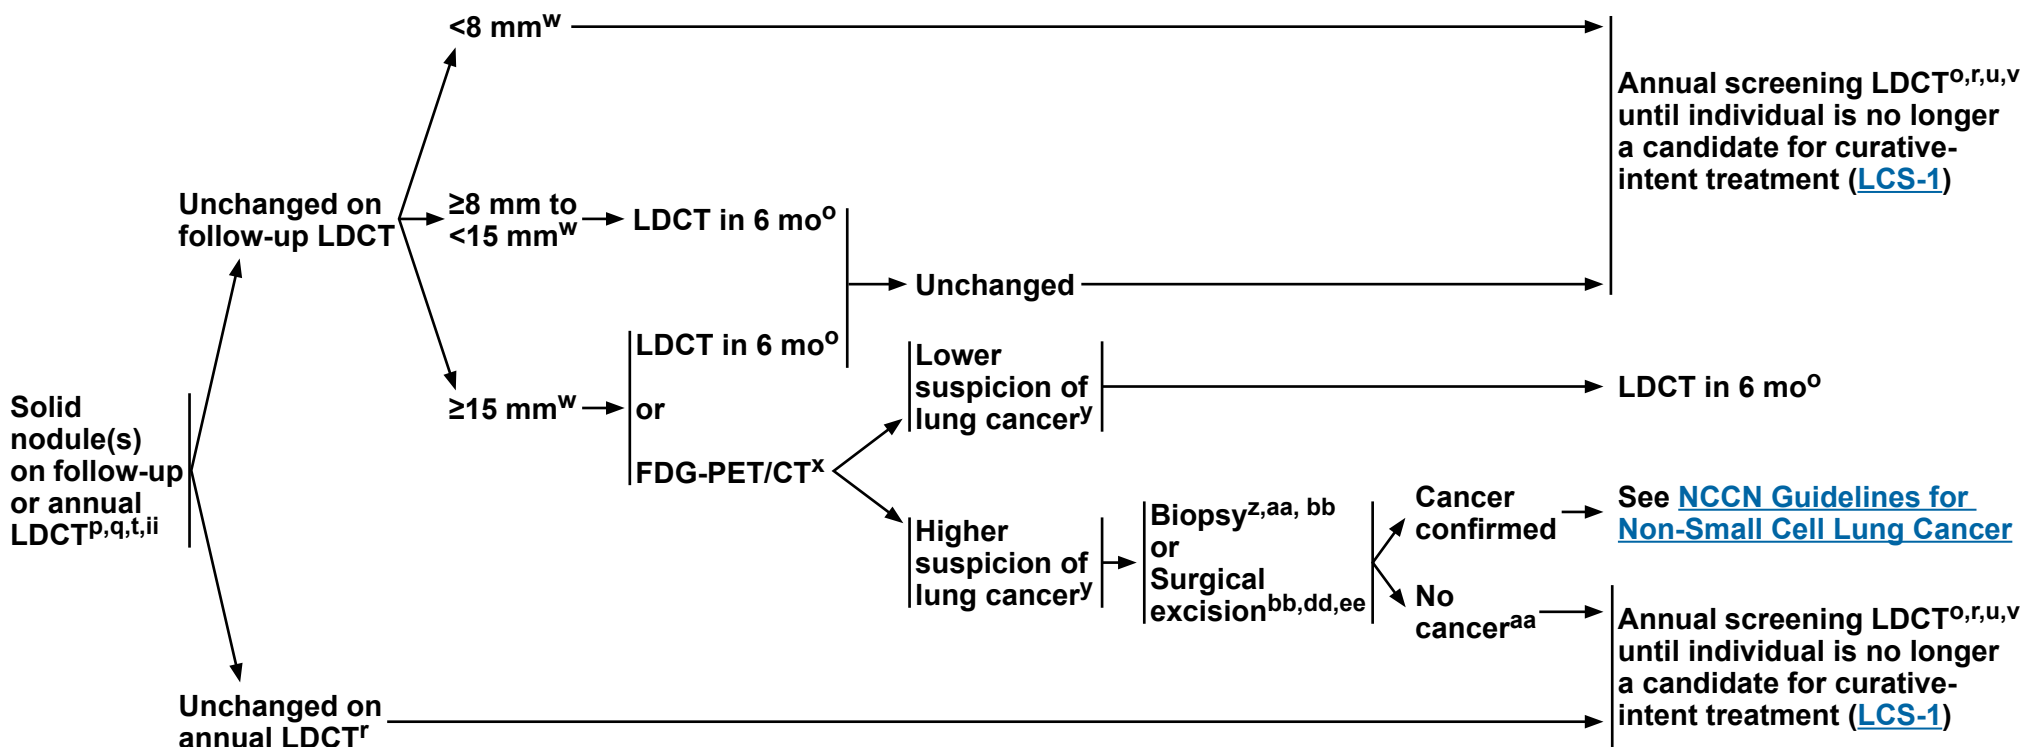 <8 mmw
Annual screening LDCTo,r,u,v
until individual is no longer
a candidate for curative-
intent treatment (LCS-1)
Unchanged on
follow-up LDCT
≥8 mm to
<15 mmw
LDCT in 6 moo
Unchanged
LDCT in 6 moo
or
FDG-PET/CTx
≥15 mmw
Solid
nodule(s)
on follow-up
or annual
LDCTp,q,t,ii
Lower
suspicion of
lung cancery
LDCT in 6 moo
Higher
suspicion of
lung cancery
Biopsyz,aa, bb
or
Surgical
excisionbb,dd,ee
Cancer
confirmed
See NCCN Guidelines for
Non-Small Cell Lung Cancer
No
canceraa
Annual screening LDCTo,r,u,v
until individual is no longer
a candidate for curative-
intent treatment (LCS-1)
Unchanged on
annual LDCTr